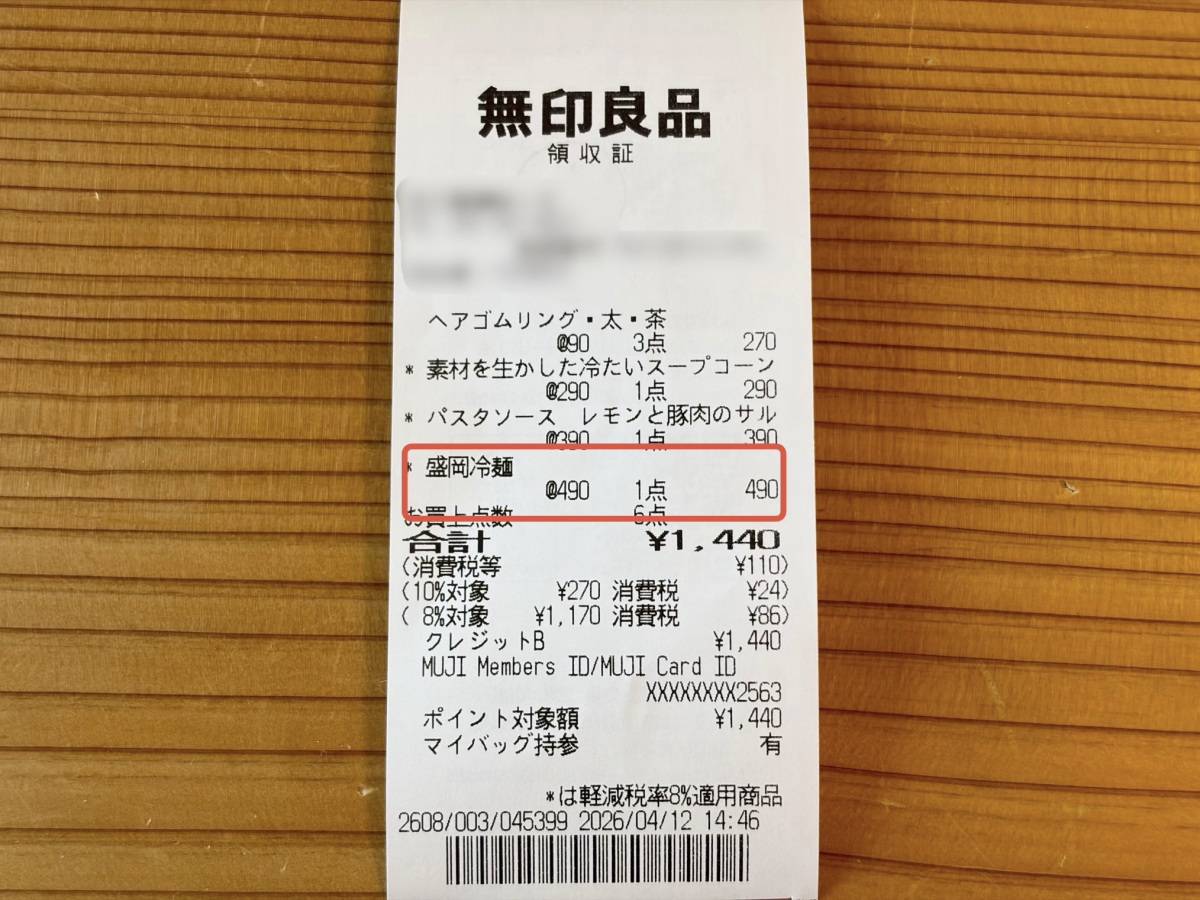 無印良品
領収証
ヘアゴムリング・太・茶
@90 3点 270
* 素材を生かした冷たいスープコーン
@290 1点 290
* パスタソース レモンと豚肉のサル
@390 1点 390
* 盛岡冷麺
@490 1点 490
お買上点数 6点
合計 ¥1,440
(消費税等 ¥110)
(10%対象 ¥270 消費税 ¥24)
( 8%対象 ¥1,170 消費税 ¥86)
クレジットB ¥1,440
MUJI Members ID/MUJI Card ID
XXXXXXXX2563
ポイント対象額 ¥1,440
マイバッグ持参 有
*は軽減税率8%適用商品
2608/003/045399 2026/04/12 14:46